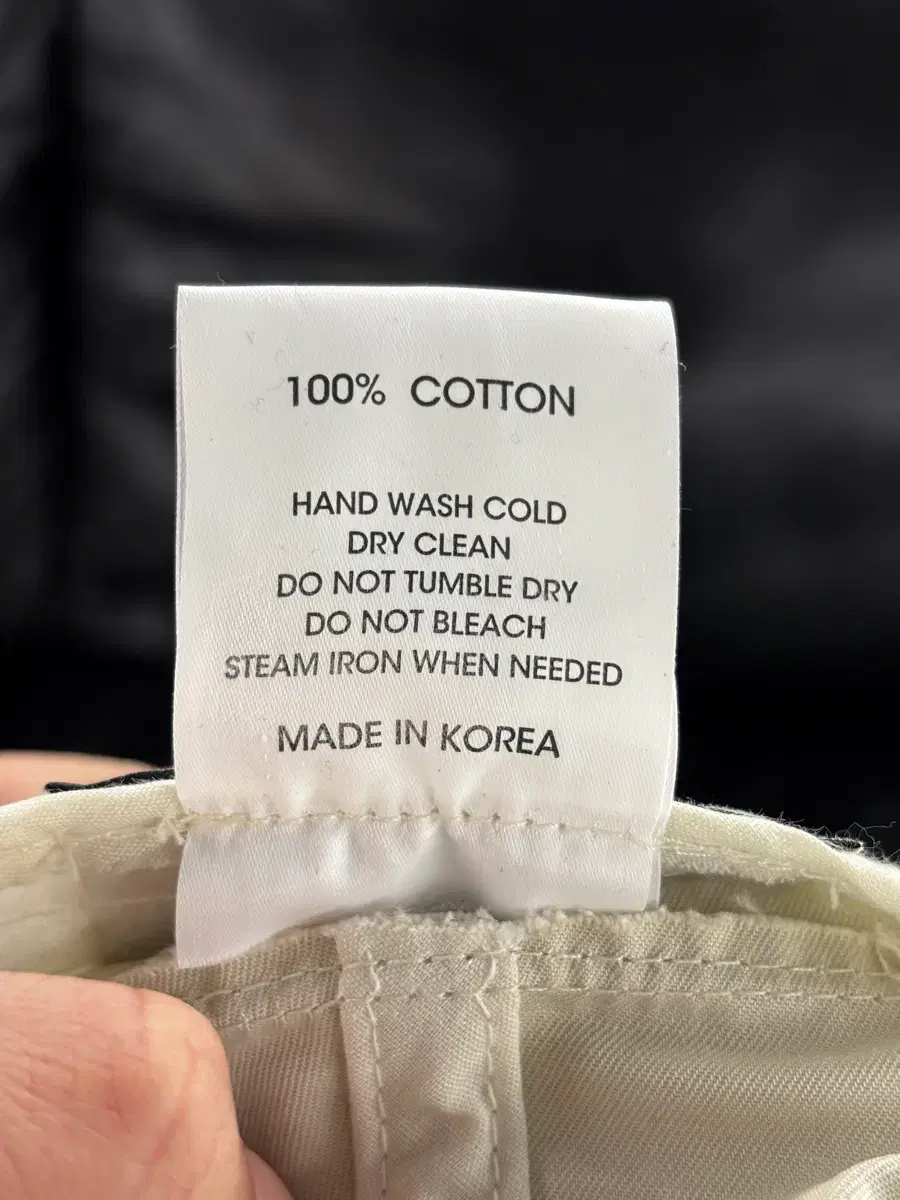 100% COTTON
HAND WASH COLD
DRY CLEAN
DO NOT TUMBLE DRY
DO NOT BLEACH
STEAM IRON WHEN NEEDED
MADE IN KOREA